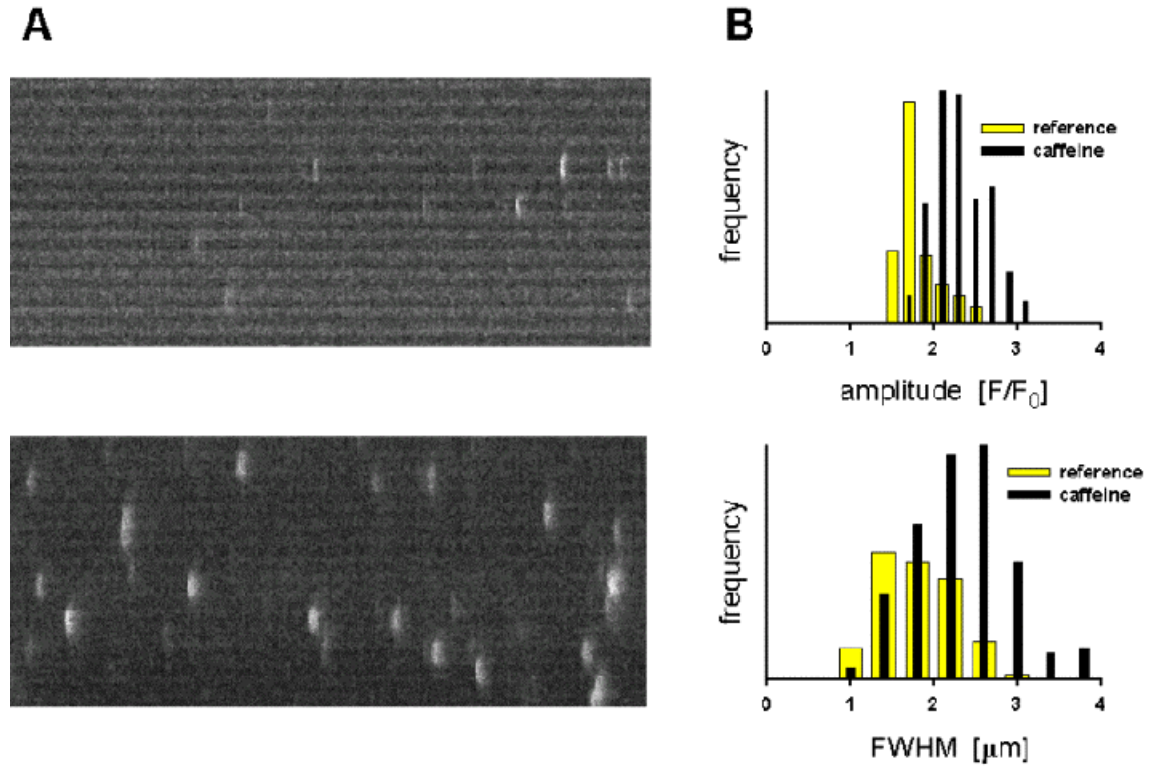 A
B
frequency
reference
caffeine
0 1 2 3 4
amplitude [F/F0]
frequency
reference
caffeine
0 1 2 3 4
FWHM [μm]